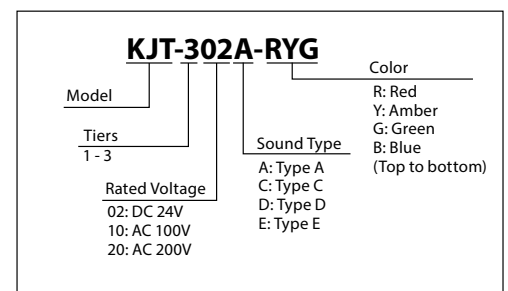 KJT-302A-RYG
Model
Tiers
1 - 3
Rated Voltage
02: DC 24V
10: AC 100V
20: AC 200V
Sound Type
A: Type A
C: Type C
D: Type D
E: Type E
Color
R: Red
Y: Amber
G: Green
B: Blue
(Top to bottom)